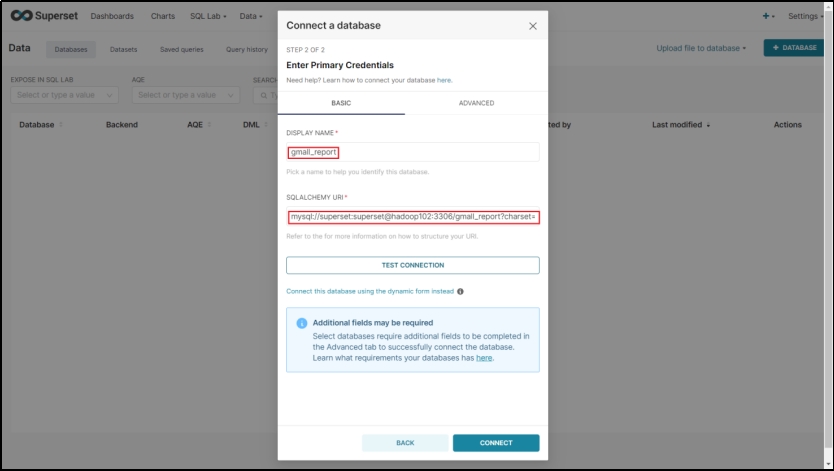 Superset
Dashboards
Charts
SQL Lab
Data
Settings
Data
Databases
Datasets
Saved queries
Query history
Upload file to database
+ DATABASE
EXPOSE IN SQL LAB
AQE
SEARCH
Select or type a value
Select or type a value
Database
Backend
AQE
DML
ted by
Last modified
Actions
Connect a database
STEP 2 OF 2
Enter Primary Credentials
Need help? Learn how to connect your database here.
BASIC
ADVANCED
DISPLAY NAME *
gmall_report
Pick a name to help you identify this database.
SQLALCHEMY URI *
mysql://superset:superset@hadoop102:3306/gmall_report?charset=
Refer to the for more information on how to structure your URI.
TEST CONNECTION
Connect this database using the dynamic form instead
Additional fields may be required
Select databases require additional fields to be completed in
the Advanced tab to successfully connect the database.
Learn what requirements your databases has here.
BACK
CONNECT